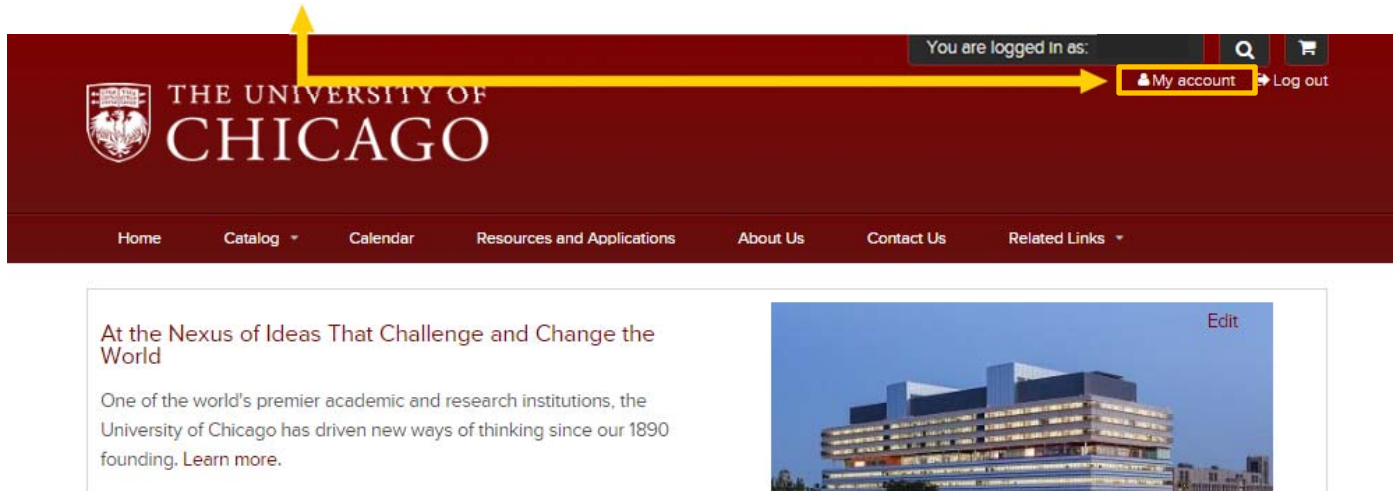 You are logged in as:
My account Log out
THE UNIVERSITY OF
CHICAGO
Home Catalog Calendar Resources and Applications About Us Contact Us Related Links
At the Nexus of Ideas That Challenge and Change the
World
Edit
One of the world's premier academic and research institutions, the
University of Chicago has driven new ways of thinking since our 1890
founding. Learn more.